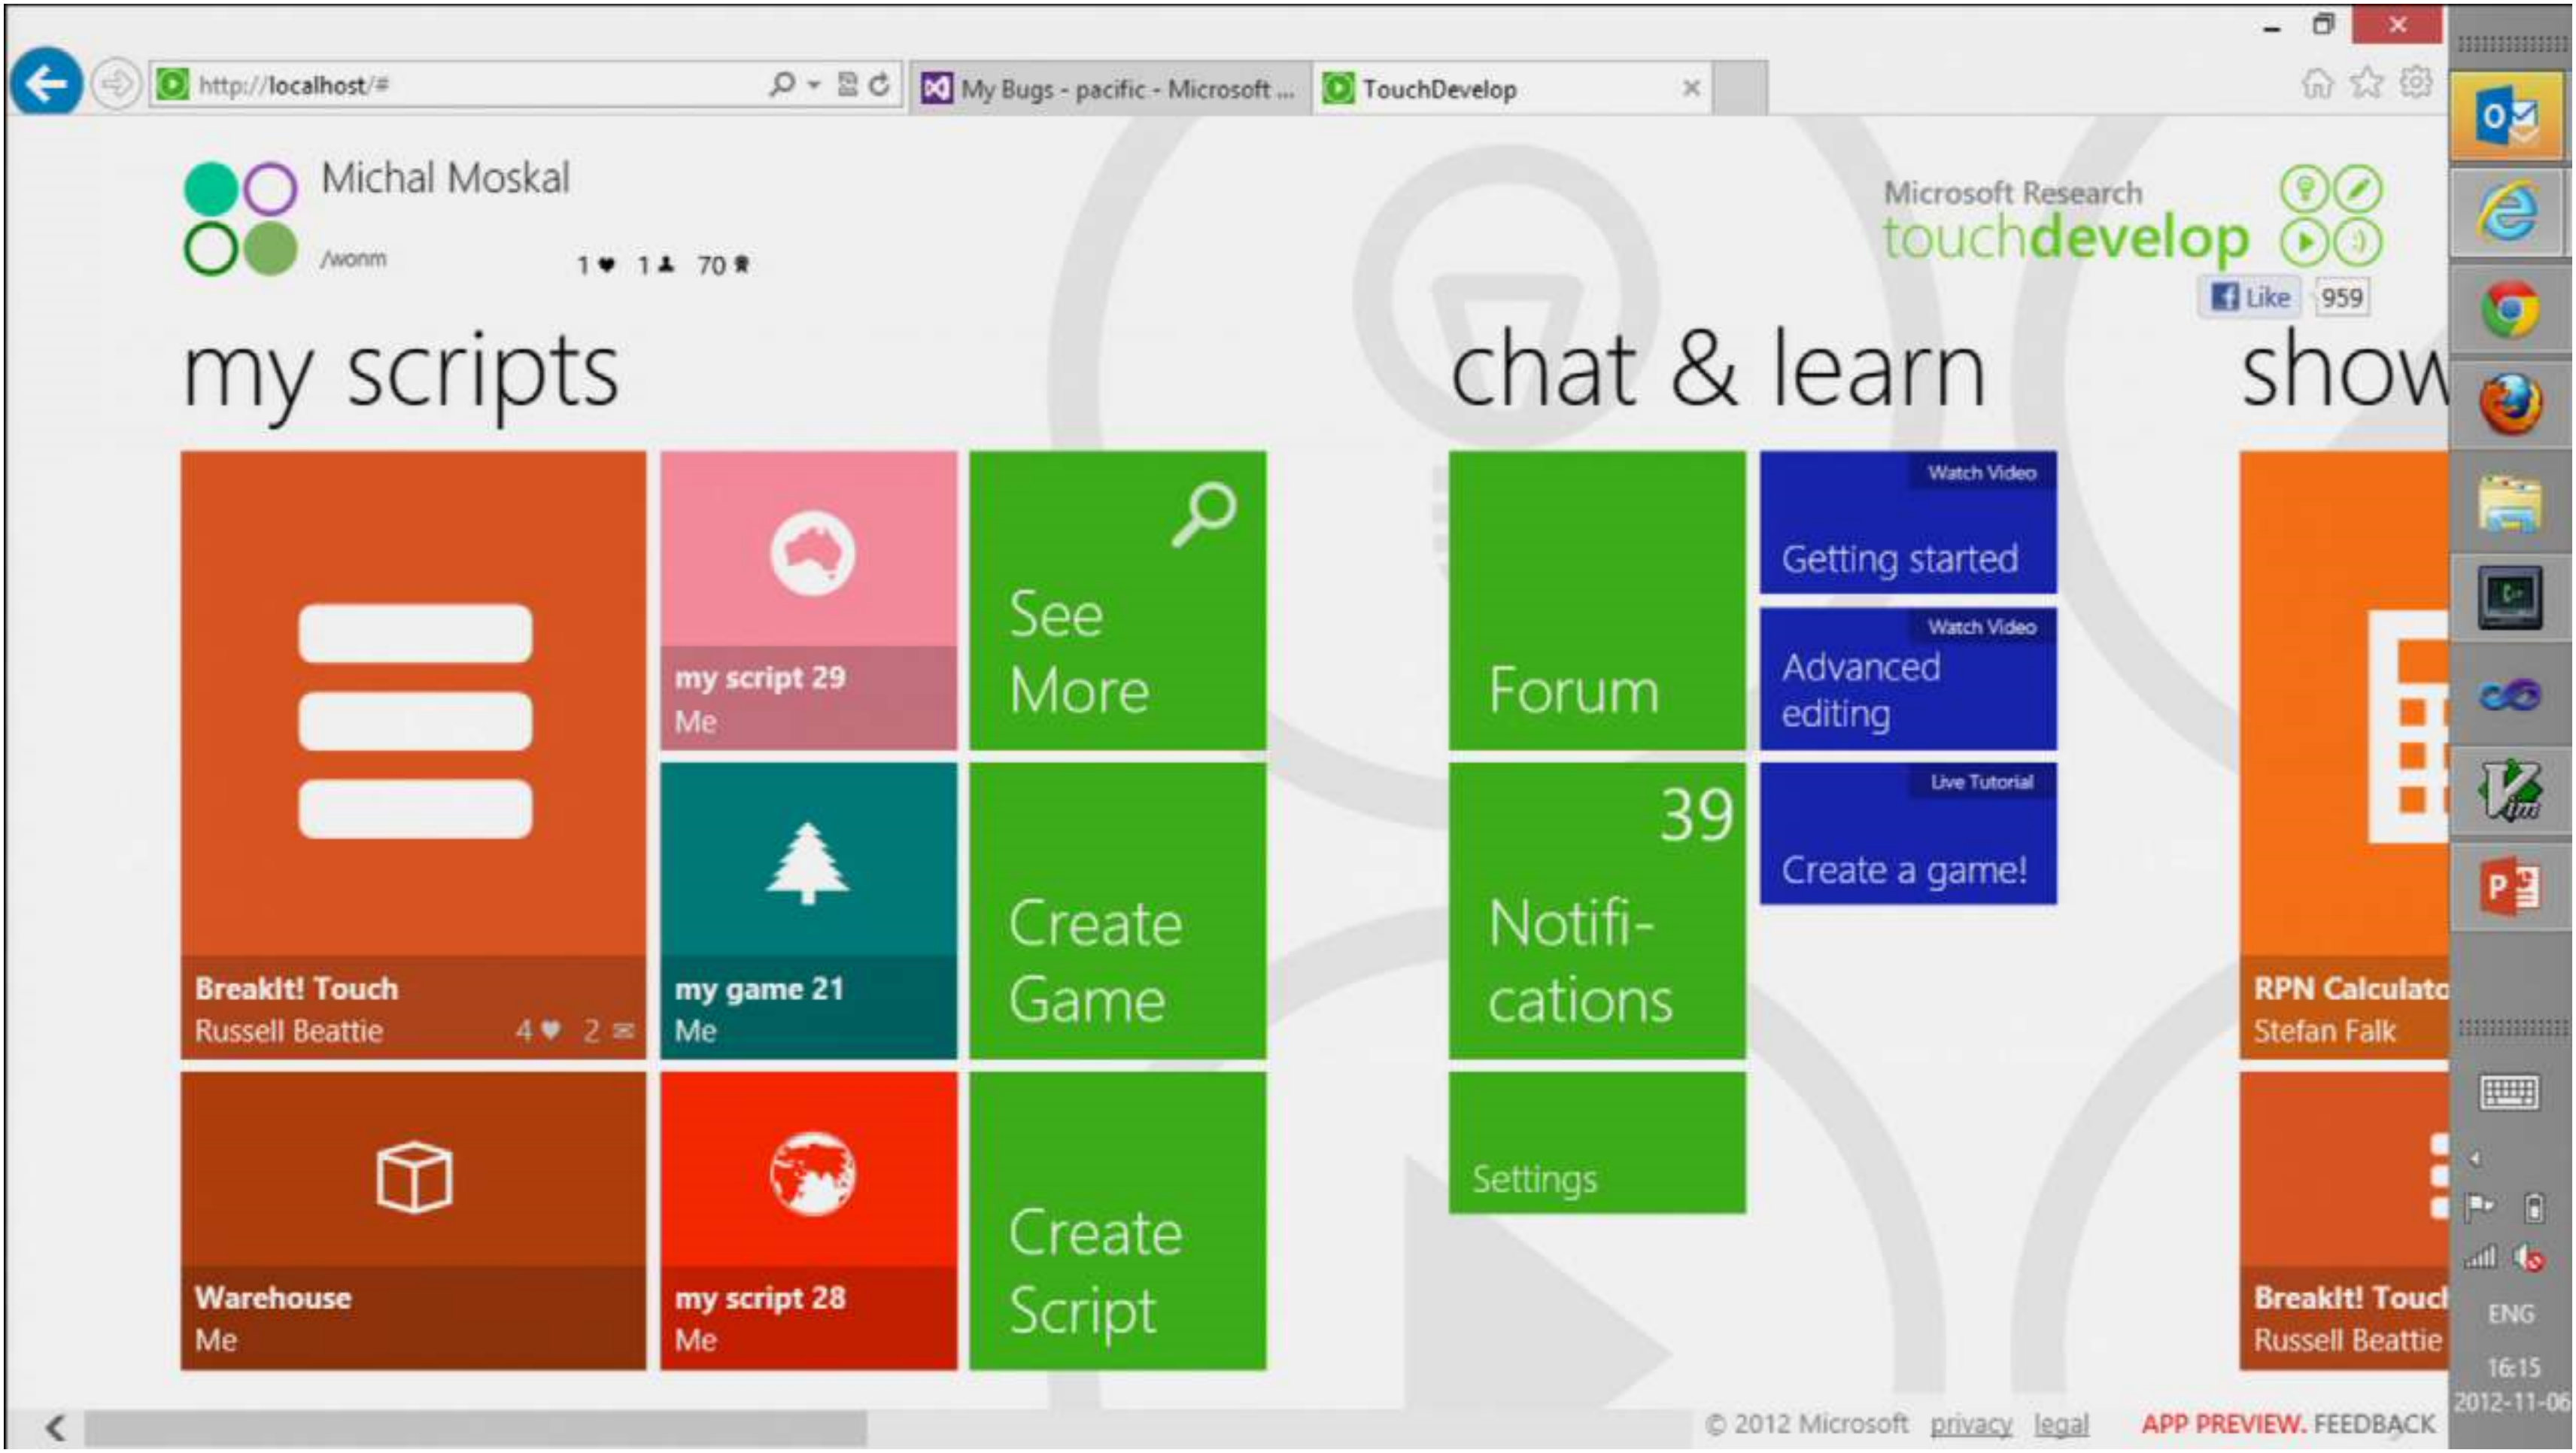 http://localhost/#
My Bugs - pacific - Microsoft ...
TouchDevelop
Michal Moskal
/wonm
1 1 70
Microsoft Research
touchdevelop
Like 959
my scripts
BreakIt! Touch
Russell Beattie
4 2
Warehouse
Me
my script 29
Me
my game 21
Me
my script 28
Me
See
More
Create
Game
Create
Script
chat & learn
Forum
39
Notifi-
cations
Settings
Watch Video
Getting started
Watch Video
Advanced
editing
Live Tutorial
Create a game!
show
RPN Calculato
Stefan Falk
BreakIt! Touch
Russell Beattie
© 2012 Microsoft privacy legal APP PREVIEW. FEEDBACK
Vim
ENG
16:15
2012-11-06